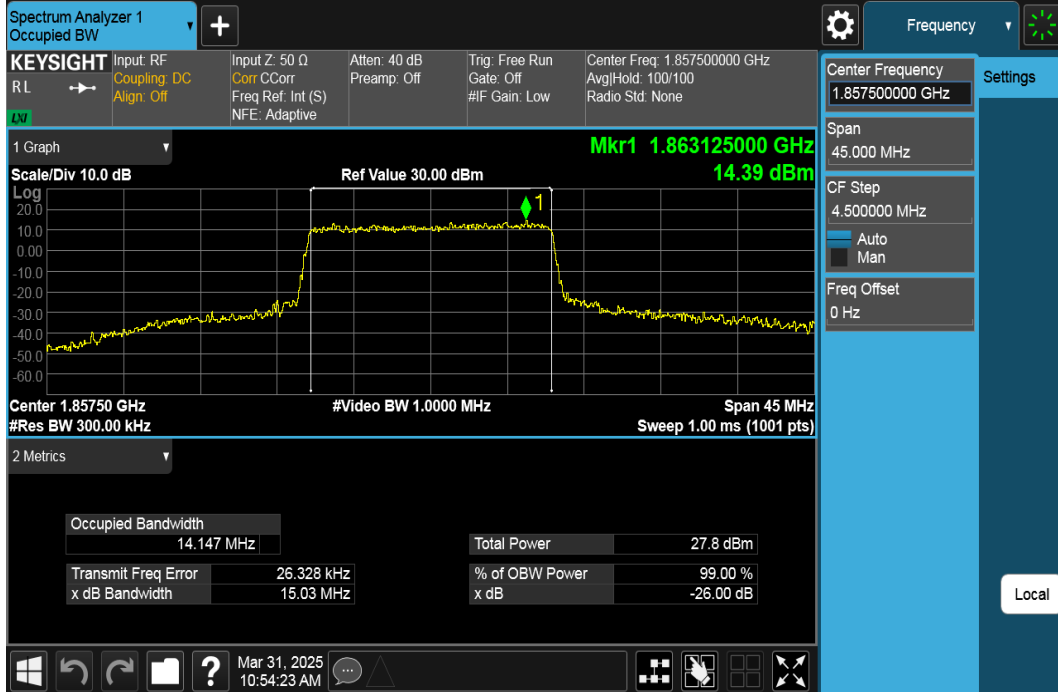 Spectrum Analyzer 1
Occupied BW
Frequency
KEYSIGHT
RL
LXI
Input: RF
Coupling: DC
Align: Off
Input Z: 50 Ω
Corr CCorr
Freq Ref: Int (S)
NFE: Adaptive
Atten: 40 dB
Preamp: Off
Trig: Free Run
Gate: Off
#IF Gain: Low
Center Freq: 1.857500000 GHz
Avg|Hold: 100/100
Radio Std: None
Center Frequency
1.857500000 GHz
Settings
Span
45.000 MHz
CF Step
4.500000 MHz
Auto
Man
Freq Offset
0 Hz
Local
1 Graph
Mkr1 1.863125000 GHz
14.39 dBm
Scale/Div 10.0 dB
Ref Value 30.00 dBm
Log
1
20.0
10.0
0.00
-10.0
-20.0
-30.0
-40.0
-50.0
-60.0
Center 1.85750 GHz
#Video BW 1.0000 MHz
Span 45 MHz
#Res BW 300.00 kHz
Sweep 1.00 ms (1001 pts)
2 Metrics
Occupied Bandwidth
14.147 MHz
Total Power 27.8 dBm
Transmit Freq Error 26.328 kHz
% of OBW Power 99.00 %
x dB Bandwidth 15.03 MHz
x dB -26.00 dB
?
Mar 31, 2025
10:54:23 AM